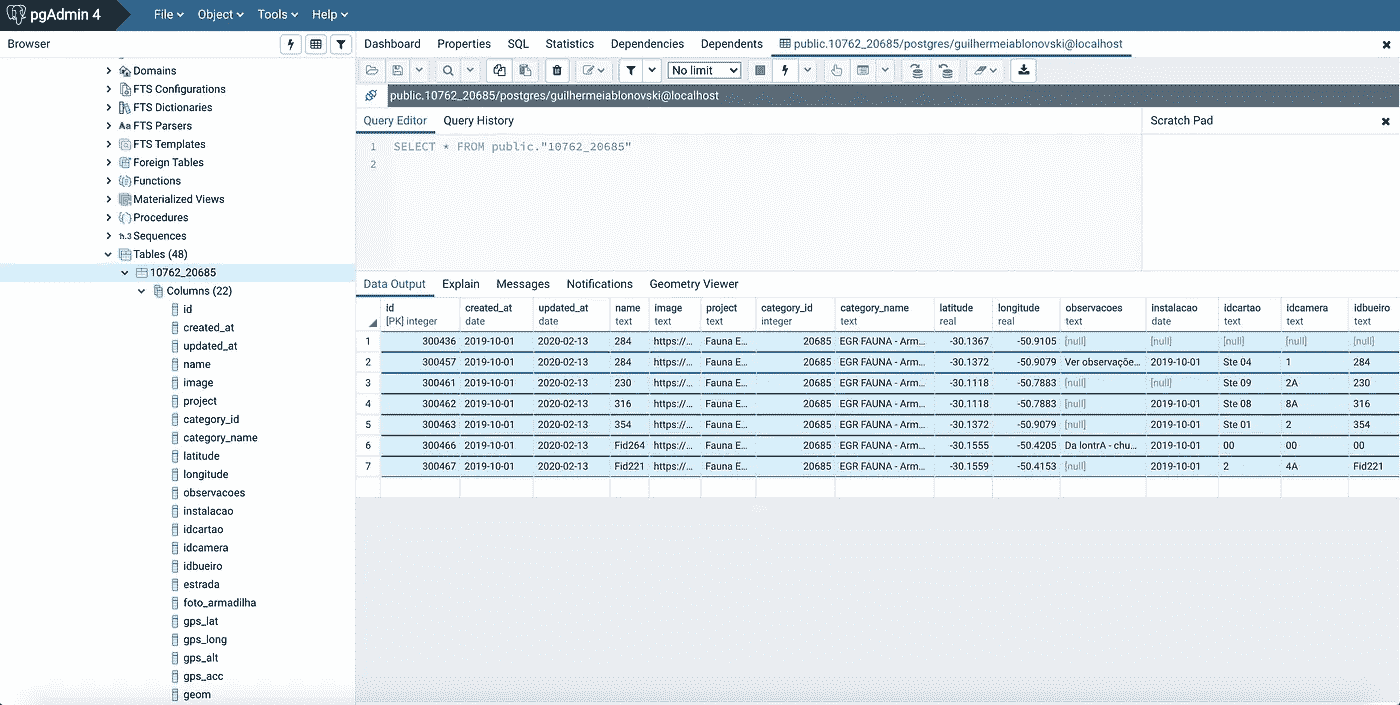 pgAdmin 4 File Object Tools Help
Browser
Dashboard Properties SQL Statistics Dependencies Dependents public.10762_20685/postgres/guilhermeiablonovski@localhost
No limit
public.10762_20685/postgres/guilhermeiablonovski@localhost
Query Editor Query History Scratch Pad
1 SELECT * FROM public."10762_20685"
2
Domains
FTS Configurations
FTS Dictionaries
Aa FTS Parsers
FTS Templates
Foreign Tables
Functions
Materialized Views
Procedures
Sequences
Tables (48)
10762_20685
Columns (22)
id
created_at
updated_at
name
image
project
category_id
category_name
latitude
longitude
observacoes
instalacao
idcartao
idcamera
idbueiro
estrada
foto_armadilha
gps_lat
gps_long
gps_alt
gps_acc
geom
Data Output Explain Messages Notifications Geometry Viewer
id created_at updated_at name image project category_id category_name latitude longitude observacoes instalacao idcartao idcamera idbueiro
[PK] integer date date text text text integer text real real text date text text text
1 300436 2019-10-01 2020-02-13 284 https://... Fauna E... 20685 EGR FAUNA - Arm... -30.1367 -50.9105 [null] [null] [null] [null] [null]
2 300457 2019-10-01 2020-02-13 284 https://... Fauna E... 20685 EGR FAUNA - Arm... -30.1372 -50.9079 Ver observaçõe... 2019-10-01 Ste 04 1 284
3 300461 2019-10-01 2020-02-13 230 https://... Fauna E... 20685 EGR FAUNA - Arm... -30.1118 -50.7883 [null] [null] Ste 09 2A 230
4 300462 2019-10-01 2020-02-13 316 https://... Fauna E... 20685 EGR FAUNA - Arm... -30.1118 -50.7883 [null] 2019-10-01 Ste 08 8A 316
5 300463 2019-10-01 2020-02-13 354 https://... Fauna E... 20685 EGR FAUNA - Arm... -30.1372 -50.9079 [null] 2019-10-01 Ste 01 2 354
6 300466 2019-10-01 2020-02-13 Fid264 https://... Fauna E... 20685 EGR FAUNA - Arm... -30.1555 -50.4205 Da lontrA - chu... 2019-10-01 00 00 00
7 300467 2019-10-01 2020-02-13 Fid221 https://... Fauna E... 20685 EGR FAUNA - Arm... -30.1559 -50.4153 [null] 2019-10-01 2 4A Fid221